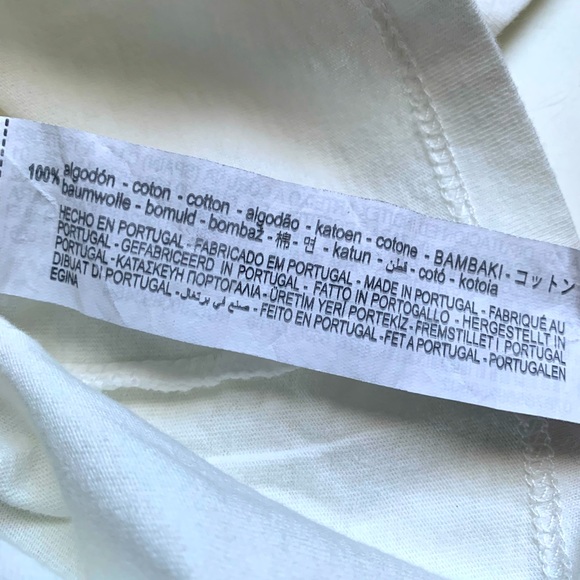 100% algodón - coton - cotton - algodão - katoen - cotone - BAMBAKI - コットン
baumwolle - bomuld - bombaž - 棉 - 면 - katun - قطن - cotó - kotoia
HECHO EN PORTUGAL - FABRICADO EM PORTUGAL - MADE IN PORTUGAL - FABRIQUÉ AU
PORTUGAL - GEFABRICEERD IN PORTUGAL - FATTO IN PORTOGALLO - HERGESTELLT IN
PORTUGAL - ΚΑΤΑΣΚΕΥΗ ΠΟΡΤΟΓΑΛΙΑ - ÜRETİM YERİ PORTEKİZ - FREMSTILLET I PORTUGAL
DIBUAT DI PORTUGAL - صنع في برتغال - FEITO EN PORTUGAL - FET A PORTUGAL - PORTUGALEN
EGINA